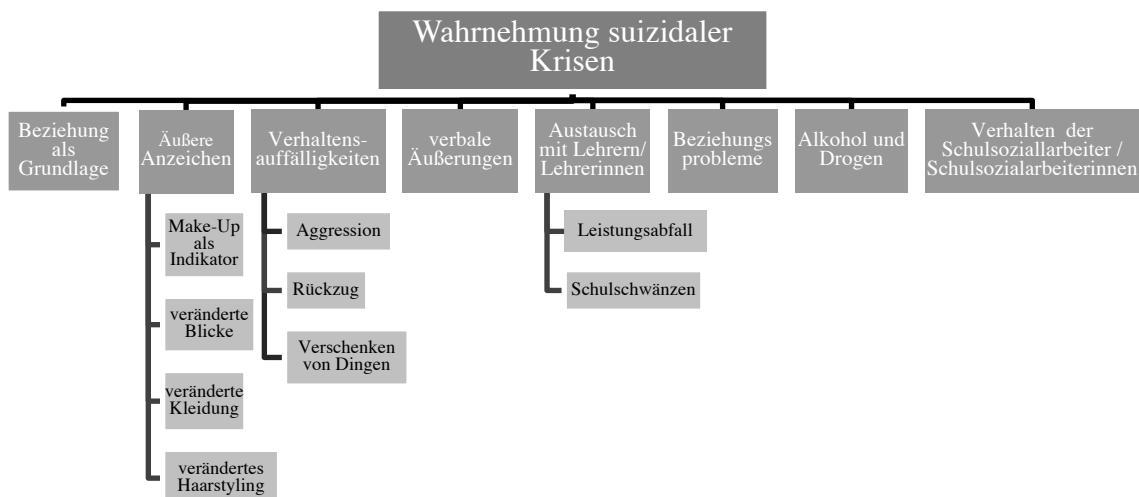 Wahrnehmung suizidaler
Krisen
Beziehung
als
Grundlage
Äußere
Anzeichen
Verhaltens-
auffälligkeiten
verbale
Äußerungen
Austausch
mit Lehrern/
Lehrerinnen
Beziehungs
probleme
Alkohol und
Drogen
Verhalten der
Schulsoziallarbeiter /
Schulsozialarbeiterinnen
Make-Up
als
Indikator
veränderte
Blicke
veränderte
Kleidung
verändertes
Haarstyling
Aggression
Rückzug
Verschenken
von Dingen
Leistungsabfall
Schulschwänzen